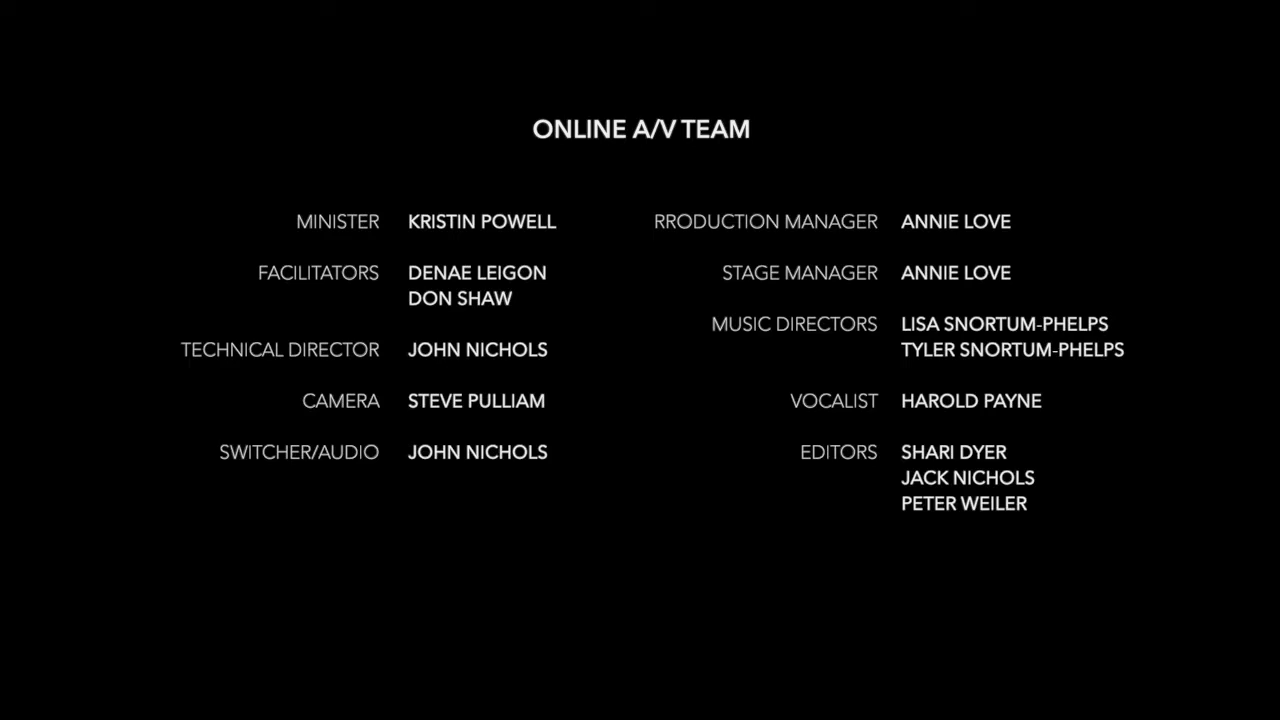 ONLINE A/V TEAM
MINISTER KRISTIN POWELL
FACILITATORS DENAE LEIGON
DON SHAW
TECHNICAL DIRECTOR JOHN NICHOLS
CAMERA STEVE PULLIAM
SWITCHER/AUDIO JOHN NICHOLS
RRODUCTION MANAGER ANNIE LOVE
STAGE MANAGER ANNIE LOVE
MUSIC DIRECTORS LISA SNORTUM-PHELPS
TYLER SNORTUM-PHELPS
VOCALIST HAROLD PAYNE
EDITORS SHARI DYER
JACK NICHOLS
PETER WEILER